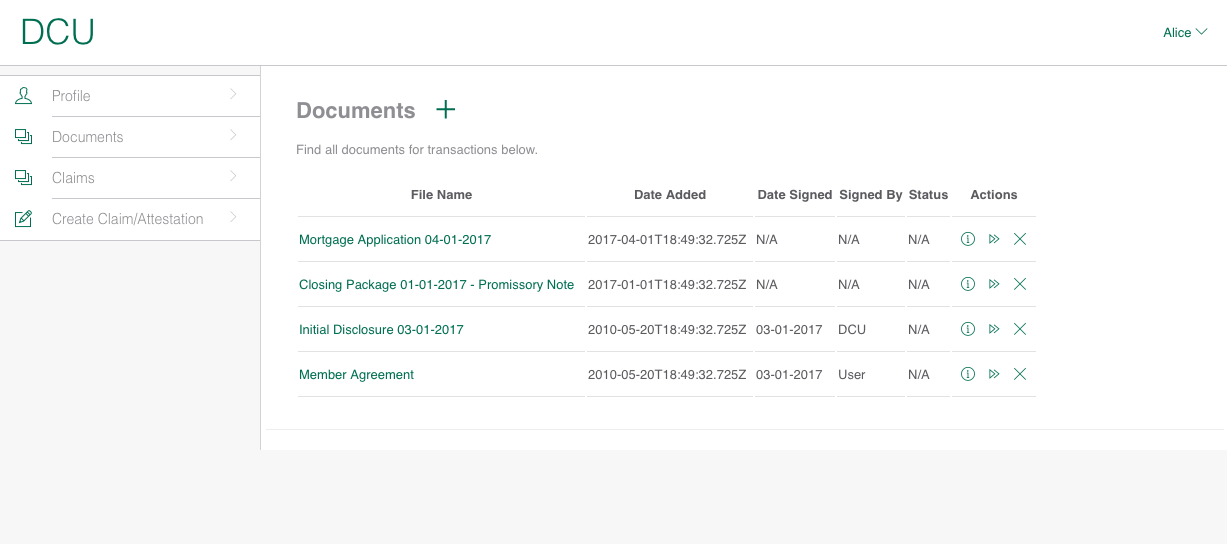 DCU
Alice
Profile
Documents
Claims
Create Claim/Attestation
Documents +
Find all documents for transactions below.
File Name Date Added Date Signed Signed By Status Actions
Mortgage Application 04-01-2017 2017-04-01T18:49:32.725Z N/A N/A N/A
Closing Package 01-01-2017 - Promissory Note 2017-01-01T18:49:32.725Z N/A N/A N/A
Initial Disclosure 03-01-2017 2010-05-20T18:49:32.725Z 03-01-2017 DCU N/A
Member Agreement 2010-05-20T18:49:32.725Z 03-01-2017 User N/A